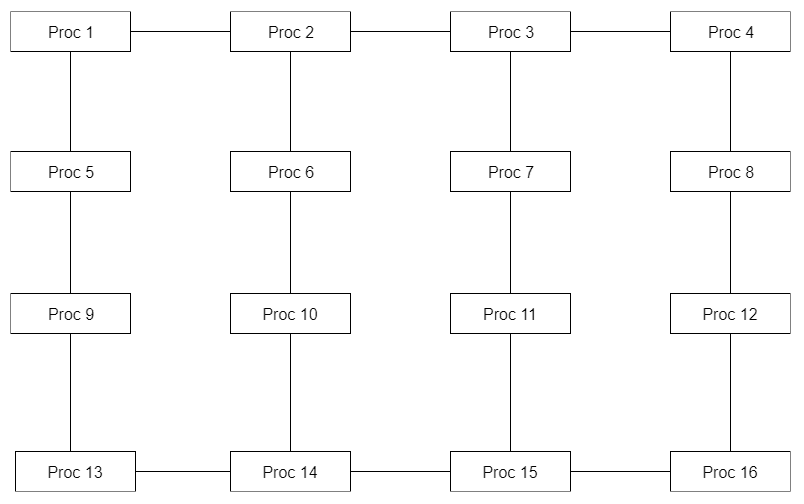 Proc 1
Proc 2
Proc 3
Proc 4
Proc 5
Proc 6
Proc 7
Proc 8
Proc 9
Proc 10
Proc 11
Proc 12
Proc 13
Proc 14
Proc 15
Proc 16